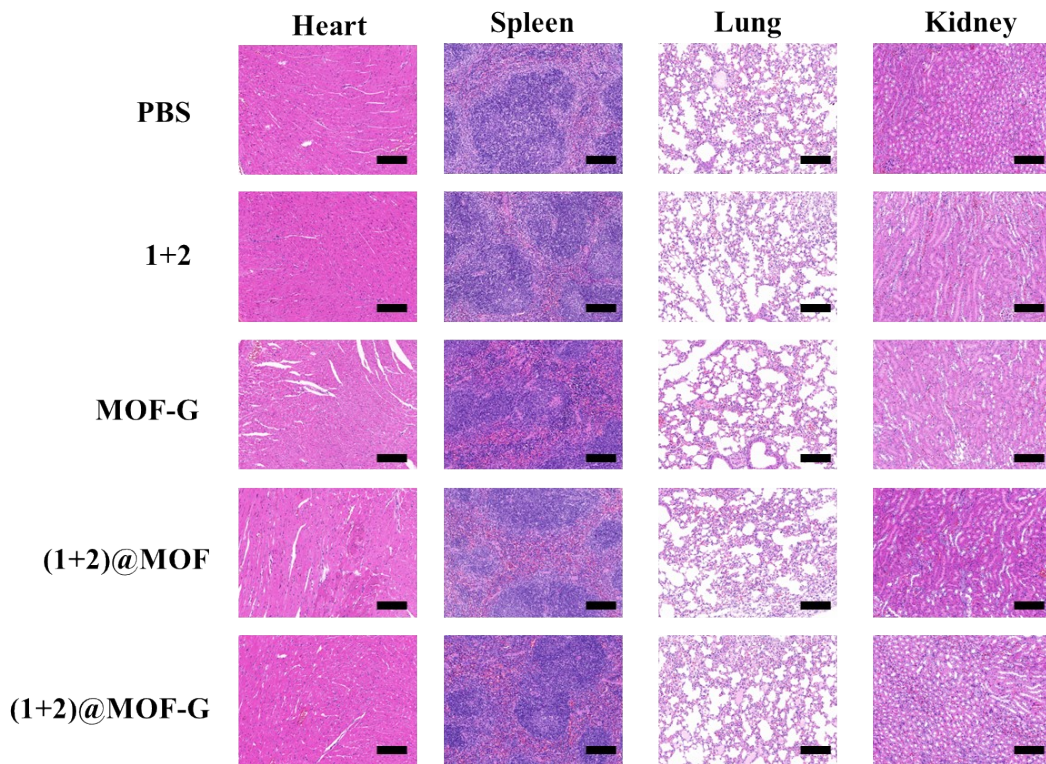 Heart Spleen Lung Kidney
PBS
1+2
MOF-G
(1+2)@MOF
(1+2)@MOF-G